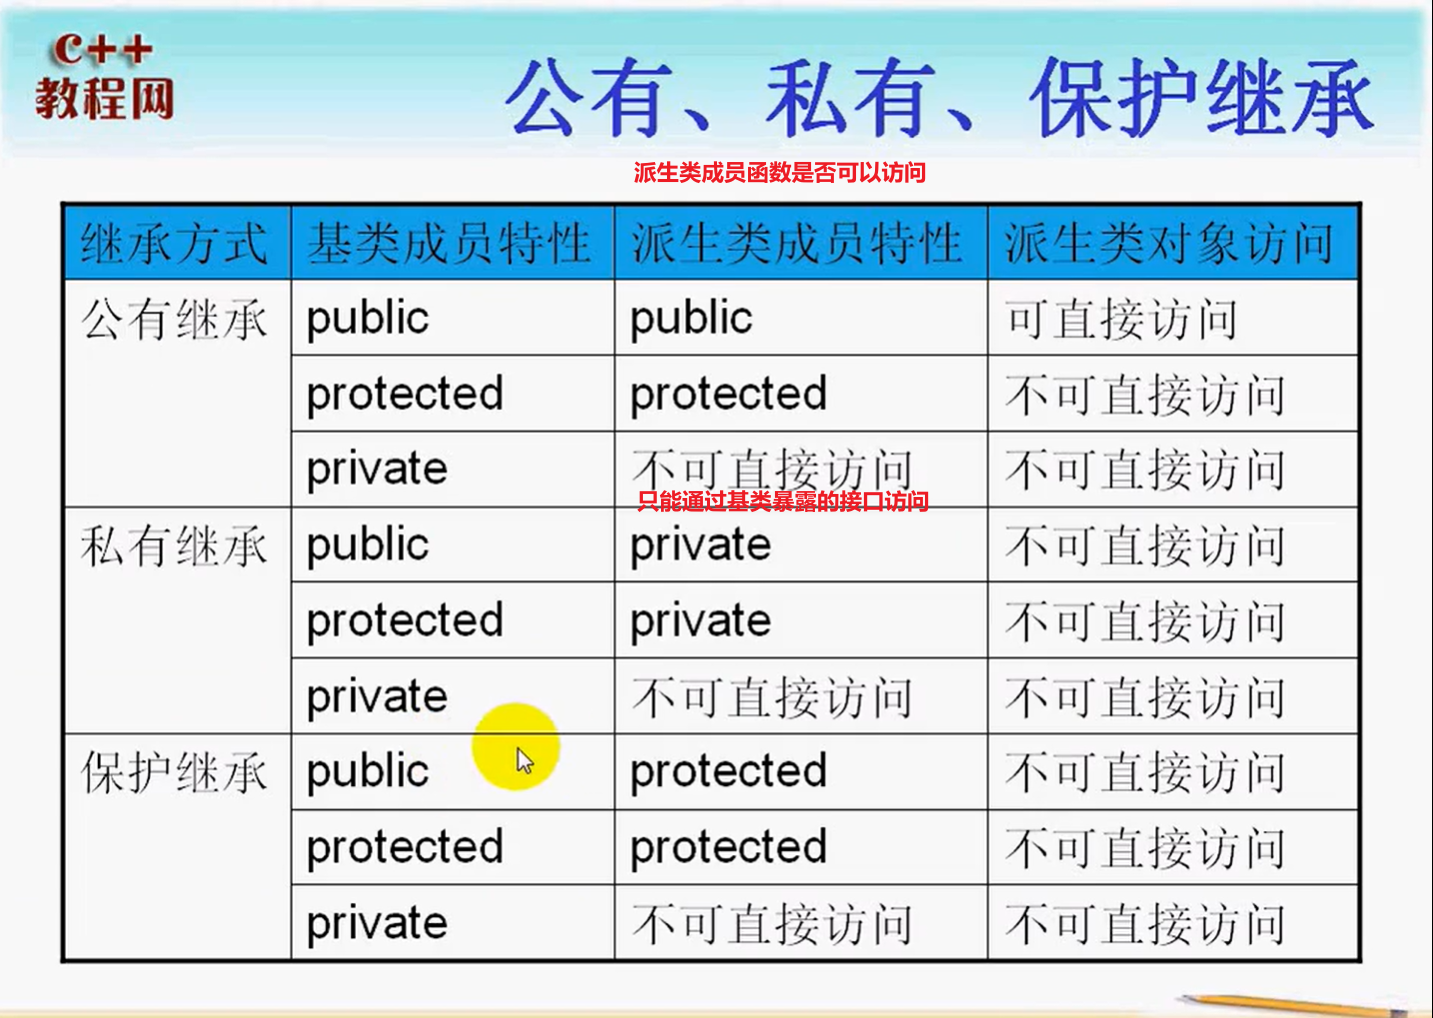 C++
教程网
公有、私有、保护继承
派生类成员函数是否可以访问
继承方式 基类成员特性 派生类成员特性 派生类对象访问
公有继承 public public 可直接访问
protected protected 不可直接访问
private 不可直接访问 不可直接访问
只能通过基类暴露的接口访问
私有继承 public private 不可直接访问
protected private 不可直接访问
private 不可直接访问 不可直接访问
保护继承 public protected 不可直接访问
protected protected 不可直接访问
private 不可直接访问 不可直接访问